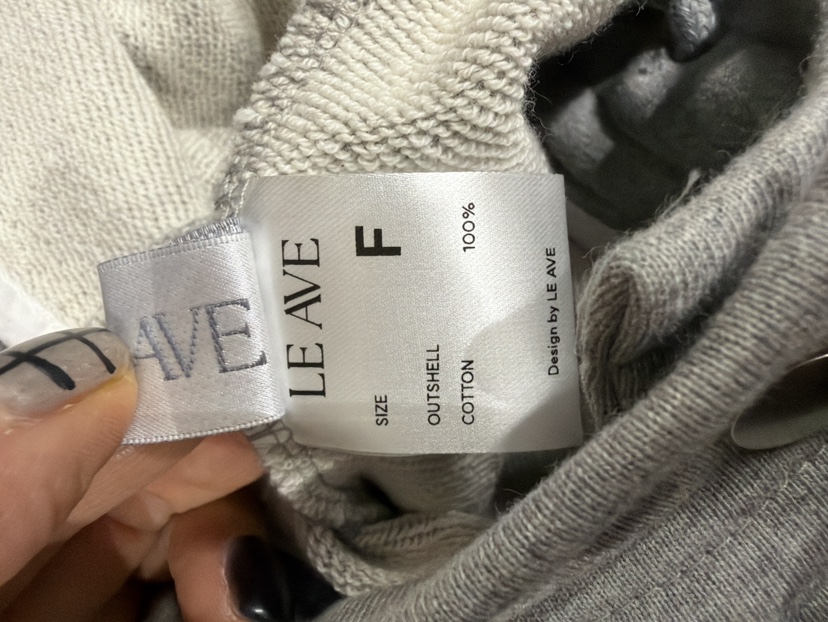 AVE
LE AVE
SIZE F
OUTSHELL
COTTON 100%
Design by LE AVE